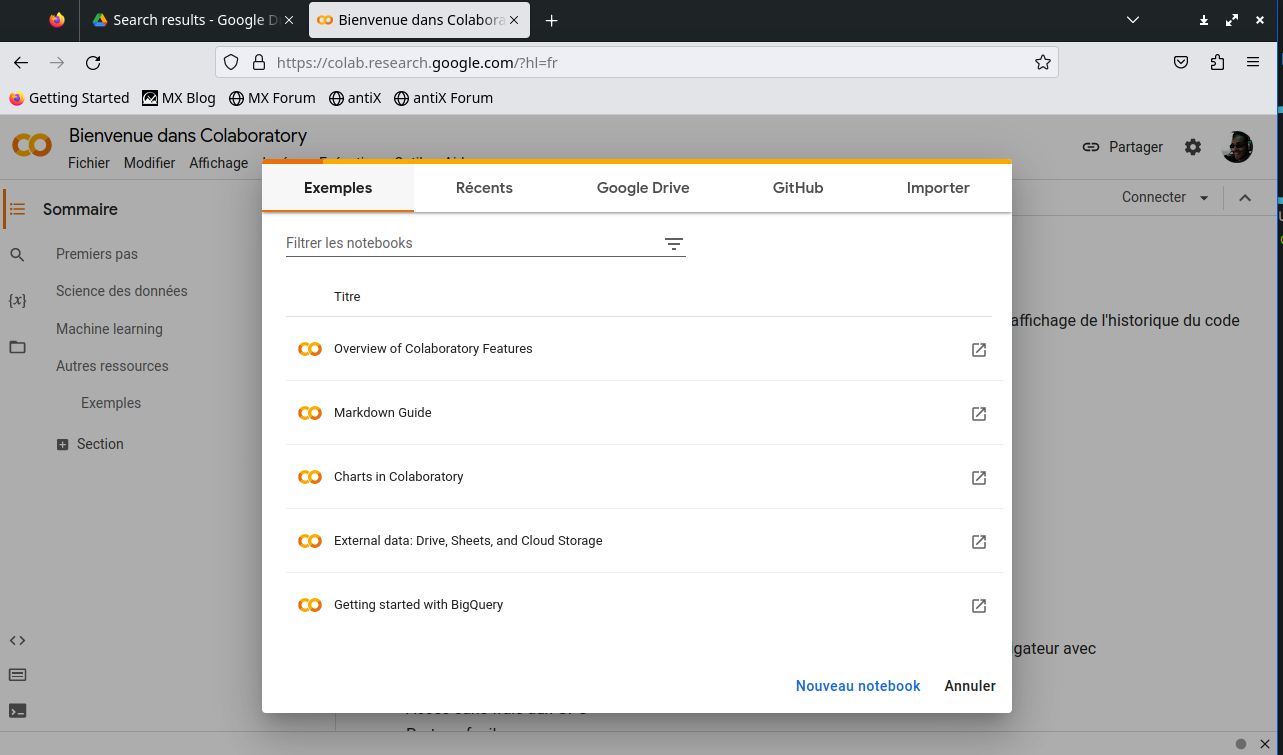 Search results - Google D
Bienvenue dans Colabora
https://colab.research.google.com/?hl=fr
Getting Started MX Blog MX Forum antiX antiX Forum
Bienvenue dans Colaboratory
Fichier Modifier Affichage
Partager
Exemples Récents Google Drive GitHub Importer
Connecter
Sommaire
Premiers pas
Science des données
Machine learning
Autres ressources
Exemples
Section
Filtrer les notebooks
Titre
affichage de l'historique du code
Overview of Colaboratory Features
Markdown Guide
Charts in Colaboratory
External data: Drive, Sheets, and Cloud Storage
Getting started with BigQuery
igateur avec
Nouveau notebook Annuler